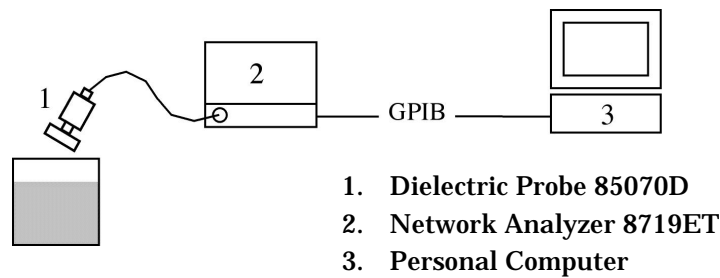 1
2
GPIB
3
1. Dielectric Probe 85070D
2. Network Analyzer 8719ET
3. Personal Computer